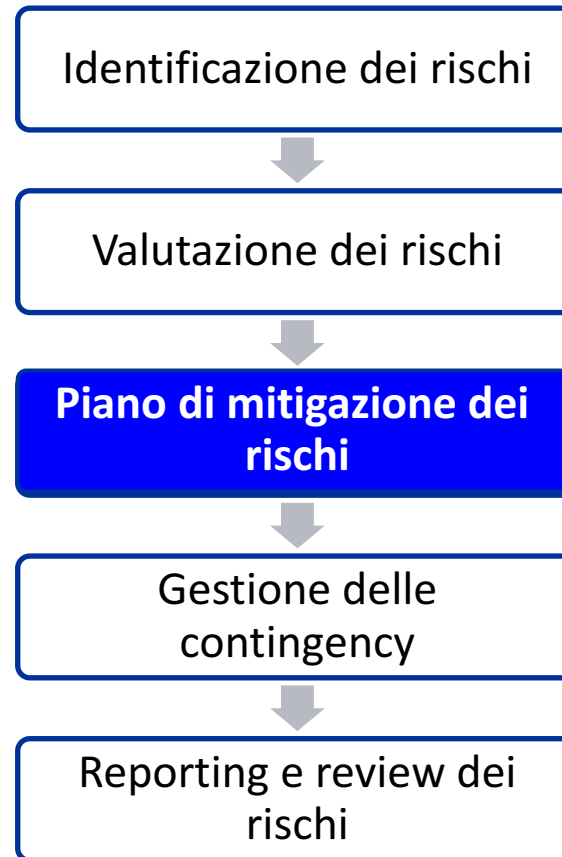 Identificazione dei rischi
Valutazione dei rischi
Piano di mitigazione dei
rischi
Gestione delle
contingency
Reporting e review dei
rischi